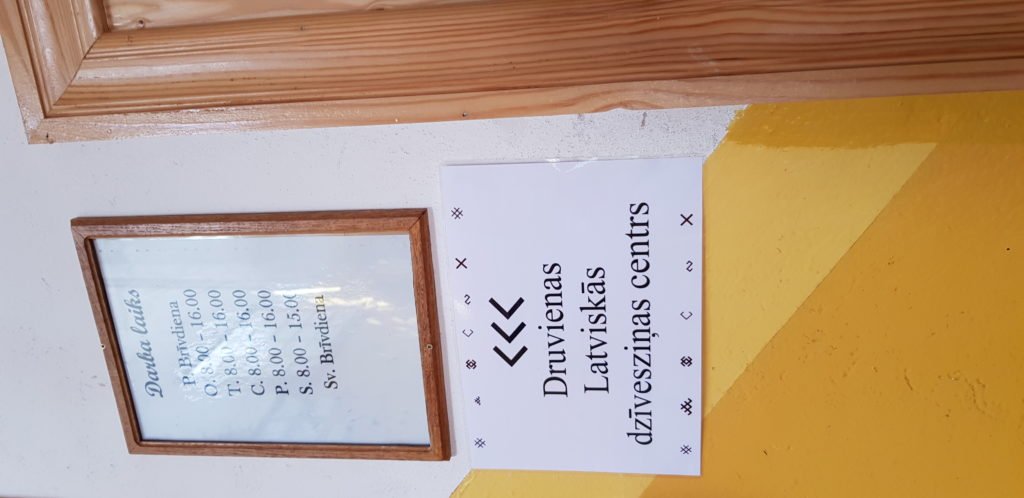 Darba laiks
P. Brīvdiena
O. 8.00 - 16.00
T. 8.00 - 16.00
C. 8.00 - 16.00
P. 8.00 - 16.00
S. 8.00 - 15.00
Sv. Brīvdiena
<<<
Druvienas
Latviskās
dzīvesziņas centrs